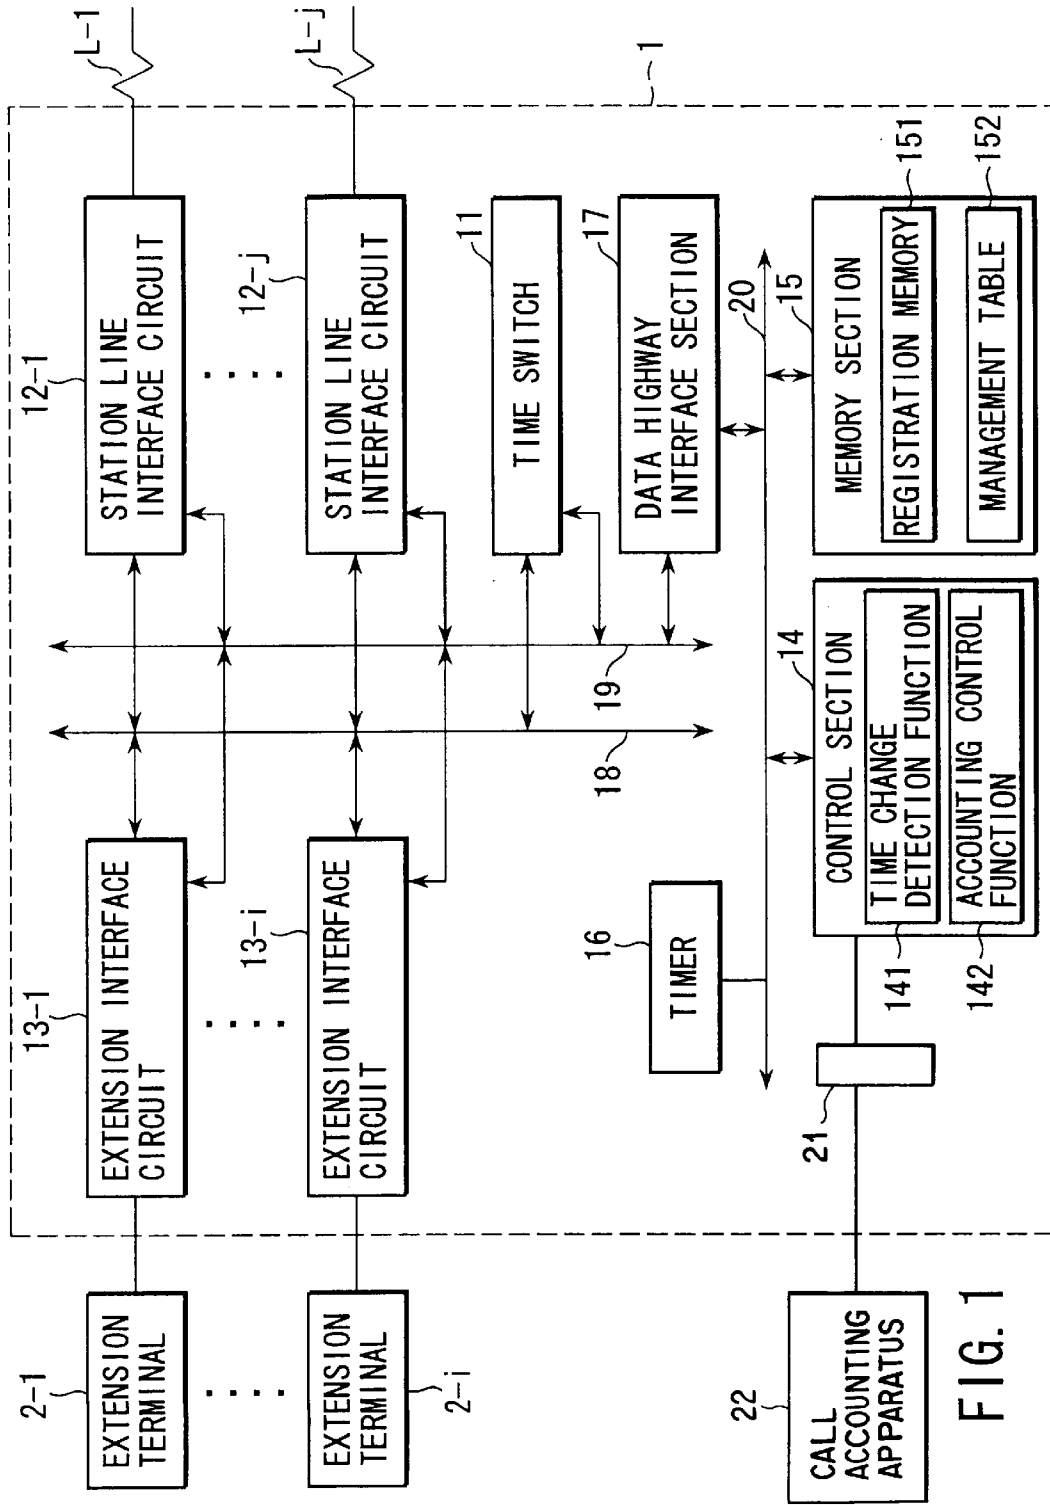 2-1
EXTENSION
TERMINAL
EXTENSION
TERMINAL
2-i
13-1
EXTENSION INTERFACE
CIRCUIT
13-i
EXTENSION INTERFACE
CIRCUIT
12-1
STATION LINE
INTERFACE CIRCUIT
12-j
STATION LINE
INTERFACE CIRCUIT
L-1
L-j
1
11
TIME SWITCH
17
DATA HIGHWAY
INTERFACE SECTION
18
19
20
16
TIMER
14
CONTROL SECTION
TIME CHANGE
DETECTION FUNCTION
141
ACCOUNTING CONTROL
FUNCTION
142
15
MEMORY SECTION
REGISTRATION MEMORY
151
MANAGEMENT TABLE
152
21
22
CALL
ACCOUNTING
APPARATUS
FIG. 1